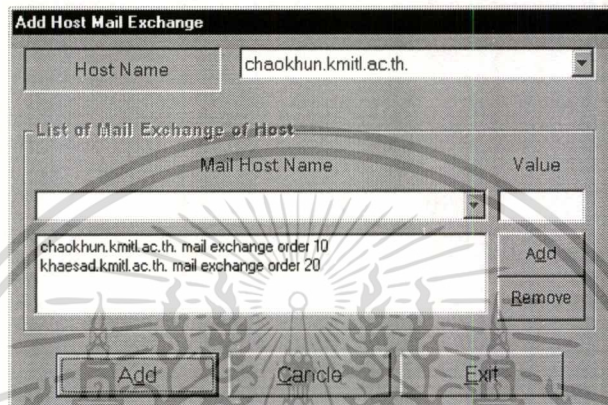 Add Host Mail Exchange
Host Name
chaokhun.kmitl.ac.th.
List of Mail Exchange of Host
Mail Host Name
Value
chaokhun.kmitl.ac.th. mail exchange order 10
khaesad.kmitl.ac.th. mail exchange order 20
Add
Remove
Add
Cancle
Exit